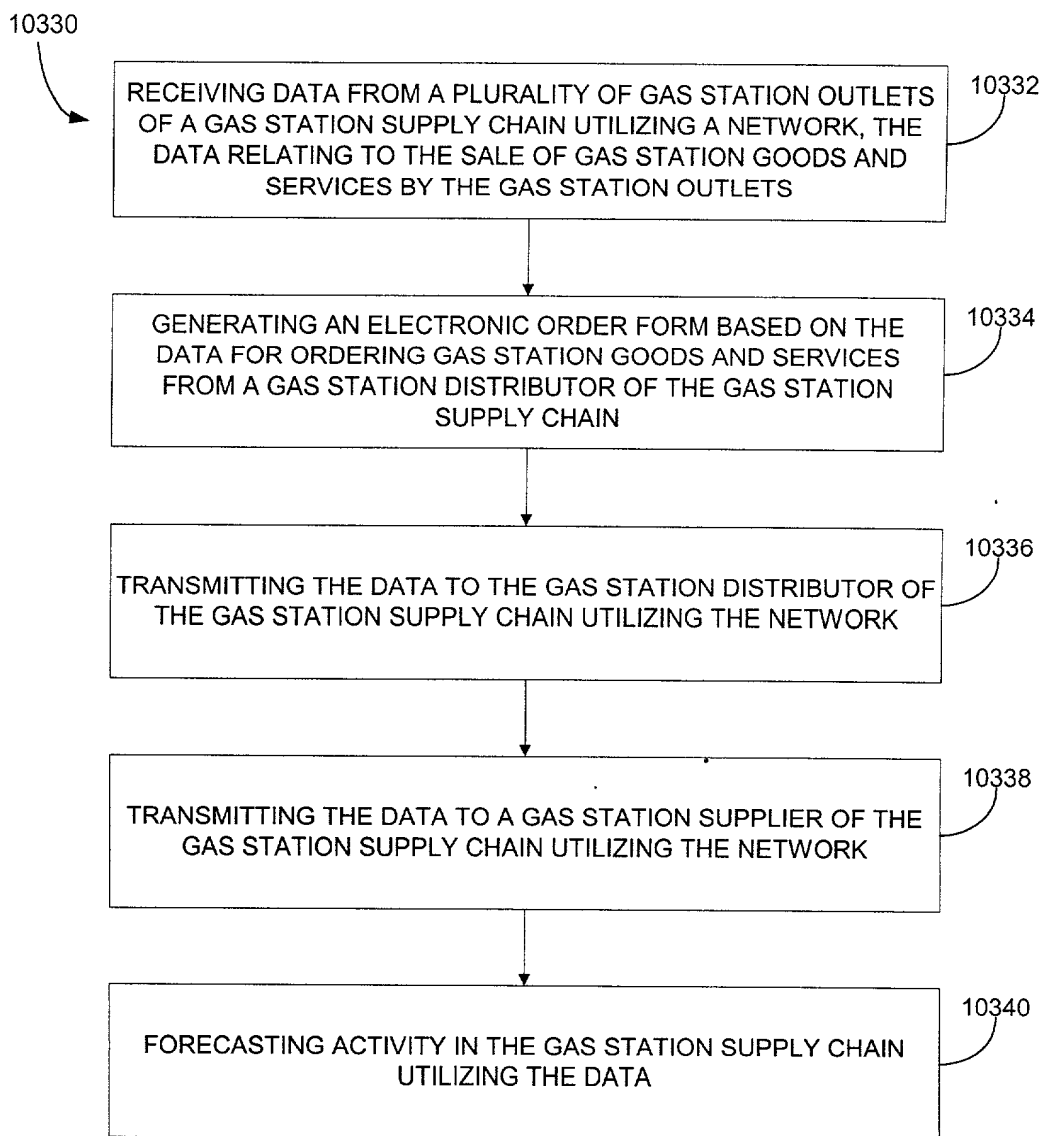 10330
RECEIVING DATA FROM A PLURALITY OF GAS STATION OUTLETS
OF A GAS STATION SUPPLY CHAIN UTILIZING A NETWORK, THE
DATA RELATING TO THE SALE OF GAS STATION GOODS AND
SERVICES BY THE GAS STATION OUTLETS
10332
GENERATING AN ELECTRONIC ORDER FORM BASED ON THE
DATA FOR ORDERING GAS STATION GOODS AND SERVICES
FROM A GAS STATION DISTRIBUTOR OF THE GAS STATION
SUPPLY CHAIN
10334
TRANSMITTING THE DATA TO THE GAS STATION DISTRIBUTOR OF
THE GAS STATION SUPPLY CHAIN UTILIZING THE NETWORK
10336
TRANSMITTING THE DATA TO A GAS STATION SUPPLIER OF THE
GAS STATION SUPPLY CHAIN UTILIZING THE NETWORK
10338
FORECASTING ACTIVITY IN THE GAS STATION SUPPLY CHAIN
UTILIZING THE DATA
10340